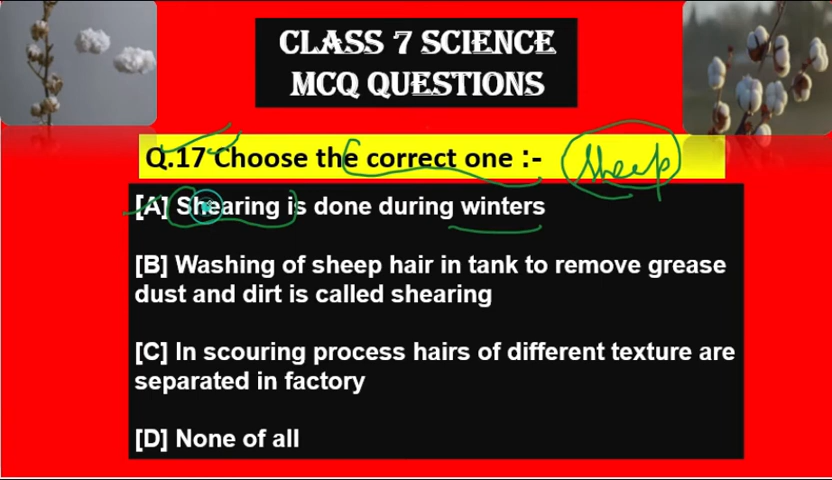 CLASS 7 SCIENCE
MCQ QUESTIONS
Q.17 Choose the correct one :-
Sheep
[A] Shearing is done during winters
[B] Washing of sheep hair in tank to remove grease
dust and dirt is called shearing
[C] In scouring process hairs of different texture are
separated in factory
[D] None of all